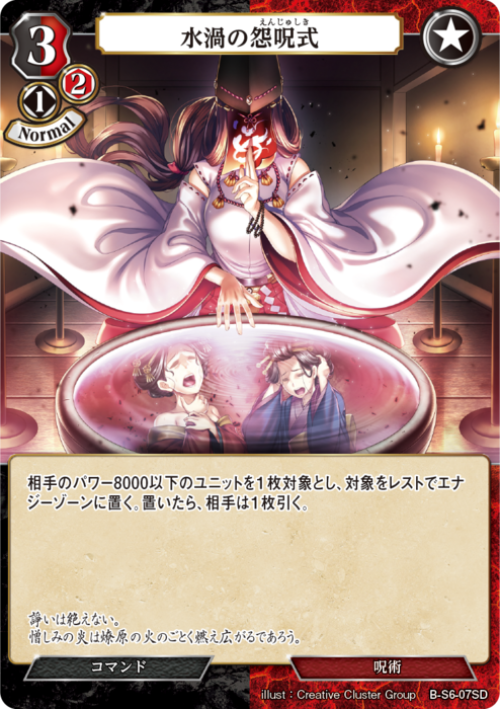 3
えんじゅしき
水渦の怨呪式
1
2
Normal
相手のパワー8000以下のユニットを1枚対象とし、対象をレストでエナ
ジーゾーンに置く。置いたら、相手は1枚引く。
諍いは絶えない。
憎しみの炎は燎原の火のごとく燃え広がるであろう。
コマンド
呪術
illust：Creative Cluster Group B-S6-07SD